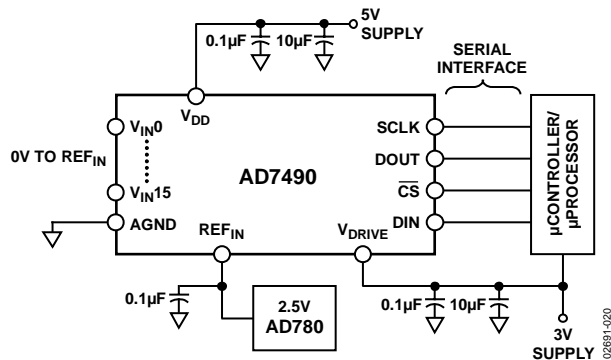 5V
SUPPLY
0.1µF
10µF
SERIAL
INTERFACE
VDD
VIN0
0V TO REFIN
VIN15
AGND
AD7490
SCLK
DOUT
CS
DIN
µCONTROLLER/
µPROCESSOR
REFIN
VDRIVE
0.1µF
2.5V
AD780
0.1µF
10µF
3V
SUPPLY
02691-020